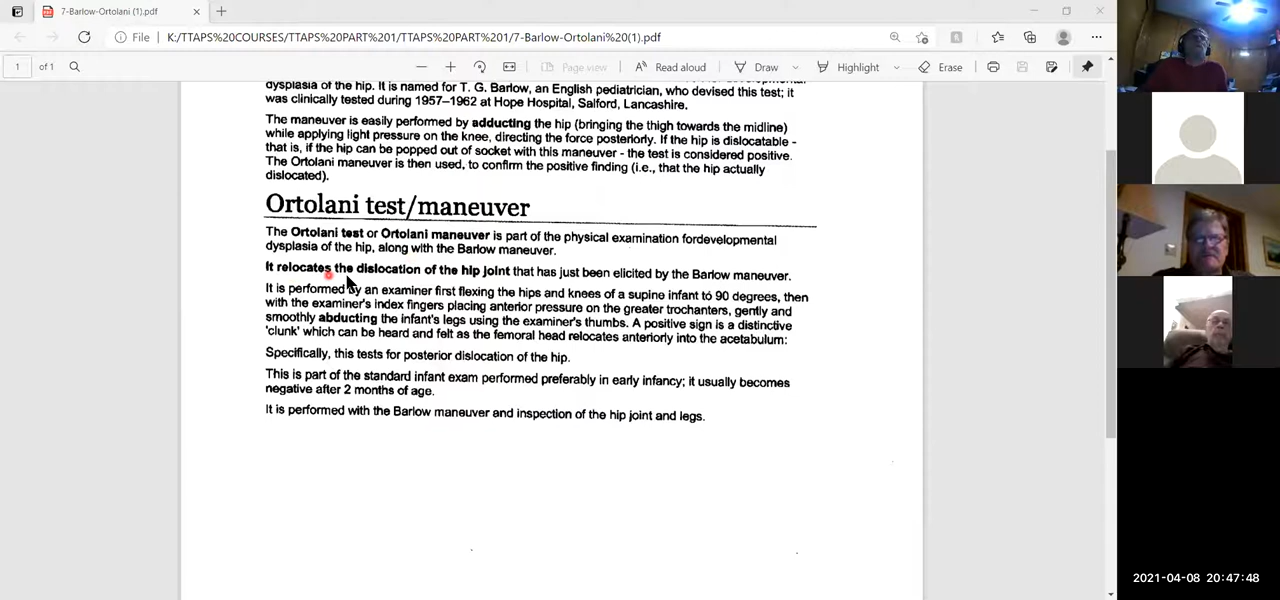 7-Barlow-Ortolani (1).pdf
File
K:/TTAPS%20COURSES/TTAPS%20PART%201/TTAPS%20PART%201/7-Barlow-Ortolani%20(1).pdf
1 of 1
Page view
Read aloud
Draw
Highlight
Erase
dysplasia of the hip. It is named for T. G. Barlow, an English pediatrician, who devised this test; it
was clinically tested during 1957–1962 at Hope Hospital, Salford, Lancashire.
The maneuver is easily performed by adducting the hip (bringing the thigh towards the midline)
while applying light pressure on the knee, directing the force posteriorly. If the hip is dislocatable -
that is, if the hip can be popped out of socket with this maneuver - the test is considered positive.
The Ortolani maneuver is then used, to confirm the positive finding (i.e., that the hip actually
dislocated).
Ortolani test/maneuver
The Ortolani test or Ortolani maneuver is part of the physical examination fordevelopmental
dysplasia of the hip, along with the Barlow maneuver.
It relocates the dislocation of the hip joint that has just been elicited by the Barlow maneuver.
It is performed by an examiner first flexing the hips and knees of a supine infant to 90 degrees, then
with the examiner's index fingers placing anterior pressure on the greater trochanters, gently and
smoothly abducting the infant's legs using the examiner's thumbs. A positive sign is a distinctive
'clunk' which can be heard and felt as the femoral head relocates anteriorly into the acetabulum:
Specifically, this tests for posterior dislocation of the hip.
This is part of the standard infant exam performed preferably in early infancy; it usually becomes
negative after 2 months of age.
It is performed with the Barlow maneuver and inspection of the hip joint and legs.
2021-04-08 20:47:48